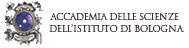 ACCADEMIA DELLE SCIENZE
DELL'ISTITUTO DI BOLOGNA